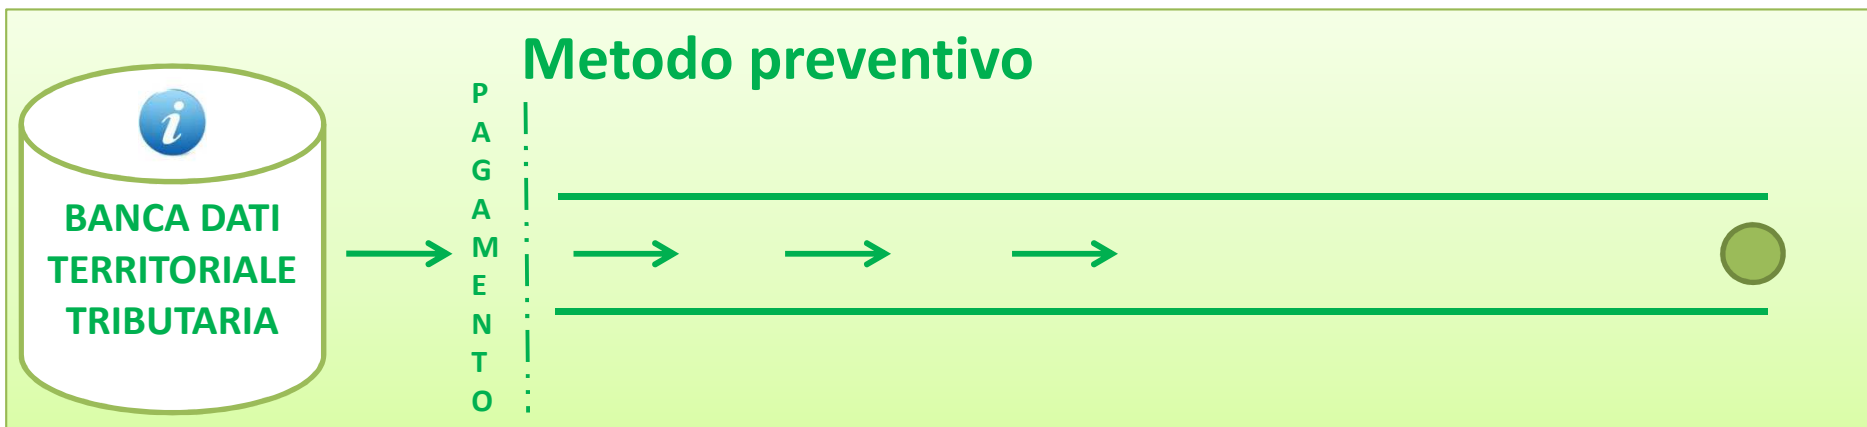 Metodo preventivo
BANCA DATI
TERRITORIALE
TRIBUTARIA
P
A
G
A
M
E
N
T
O